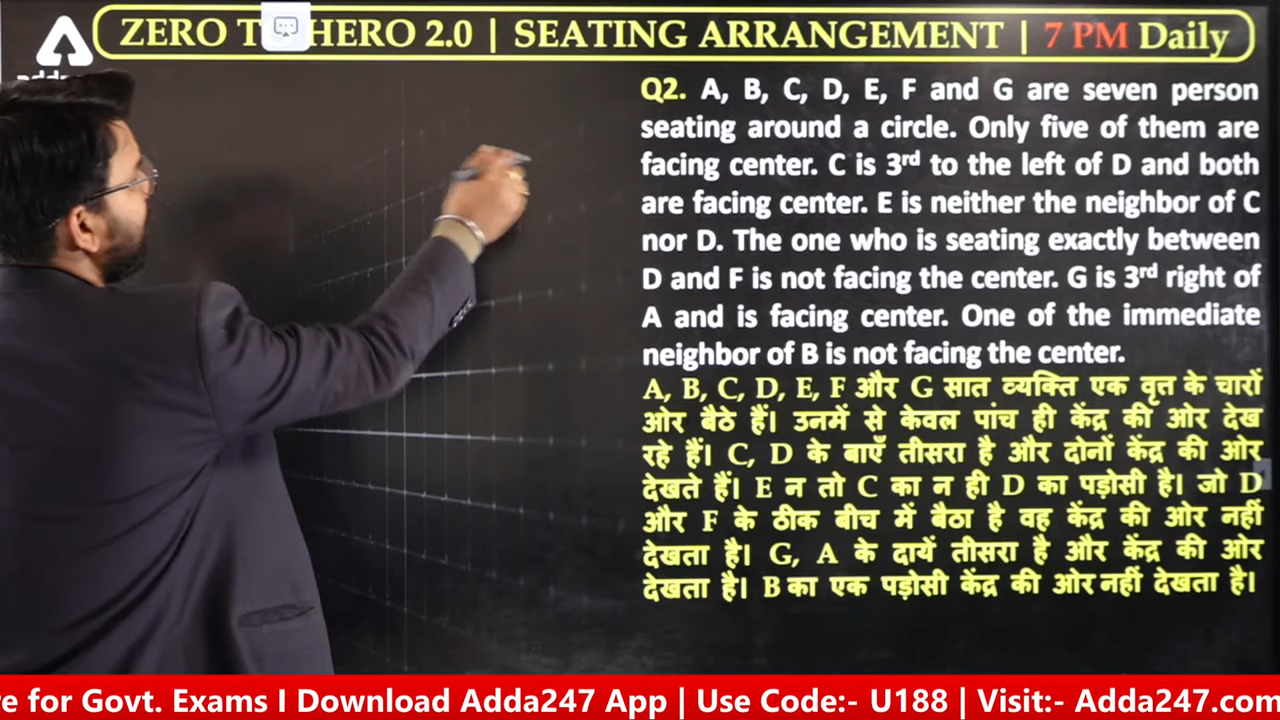 ZERO T HERO 2.0 | SEATING ARRANGEMENT | 7 PM Daily
Q2. A, B, C, D, E, F and G are seven person
seating around a circle. Only five of them are
facing center. C is 3rd to the left of D and both
are facing center. E is neither the neighbor of C
nor D. The one who is seating exactly between
D and F is not facing the center. G is 3rd right of
A and is facing center. One of the immediate
neighbor of B is not facing the center.
A, B, C, D, E, F और G सात व्यक्ति एक वृत्त के चारों
ओर बैठे हैं। उनमें से केवल पांच ही केंद्र की ओर देख
रहे हैं। C, D के बाएँ तीसरा है और दोनों केंद्र की ओर
देखते हैं। E न तो C का न ही D का पड़ोसी है। जो D
और F के ठीक बीच में बैठा है वह केंद्र की ओर नहीं
देखता है। G, A के दायें तीसरा है और केंद्र की ओर
देखता है। B का एक पड़ोसी केंद्र की ओर नहीं देखता है।
re for Govt. Exams I Download Adda247 App | Use Code:- U188 | Visit:- Adda247.com